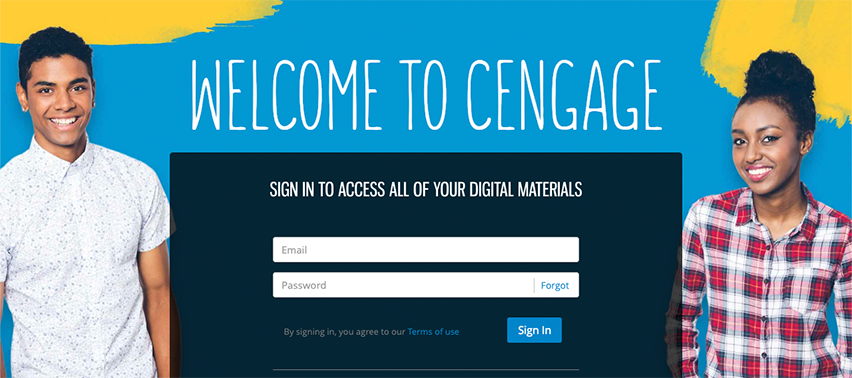 WELCOME TO CENGAGE
SIGN IN TO ACCESS ALL OF YOUR DIGITAL MATERIALS
Email
Password Forgot
By signing in, you agree to our Terms of use Sign In